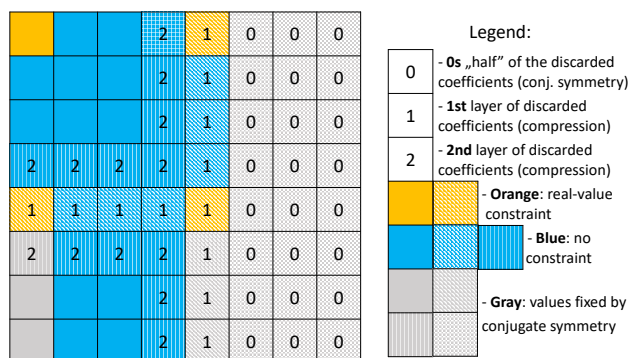 2 1 0 0 0
2 1 0 0 0
2 1 0 0 0
2 2 2 2 1 0 0 0
1 1 1 1 1 0 0 0
2 2 2 2 1 0 0 0
2 1 0 0 0
2 1 0 0 0
Legend:
0 - 0s „half” of the discarded
coefficients (conj. symmetry)
1 - 1st layer of discarded
coefficients (compression)
2 - 2nd layer of discarded
coefficients (compression)
- Orange: real-value
constraint
- Blue: no
constraint
- Gray: values fixed by
conjugate symmetry